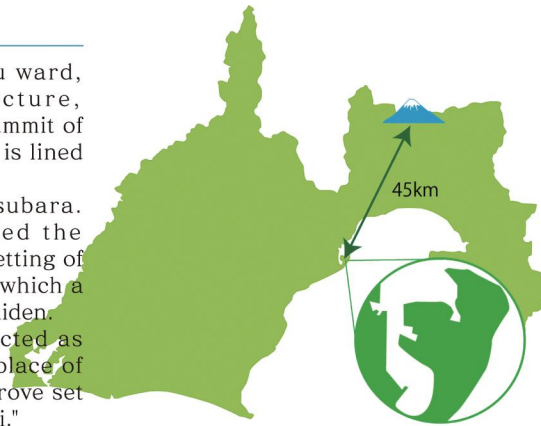 u ward,
cture,
mmit of
is lined
subara.
ed the
etting of
which a
iden.
cted as
place of
rove set
i."
45km